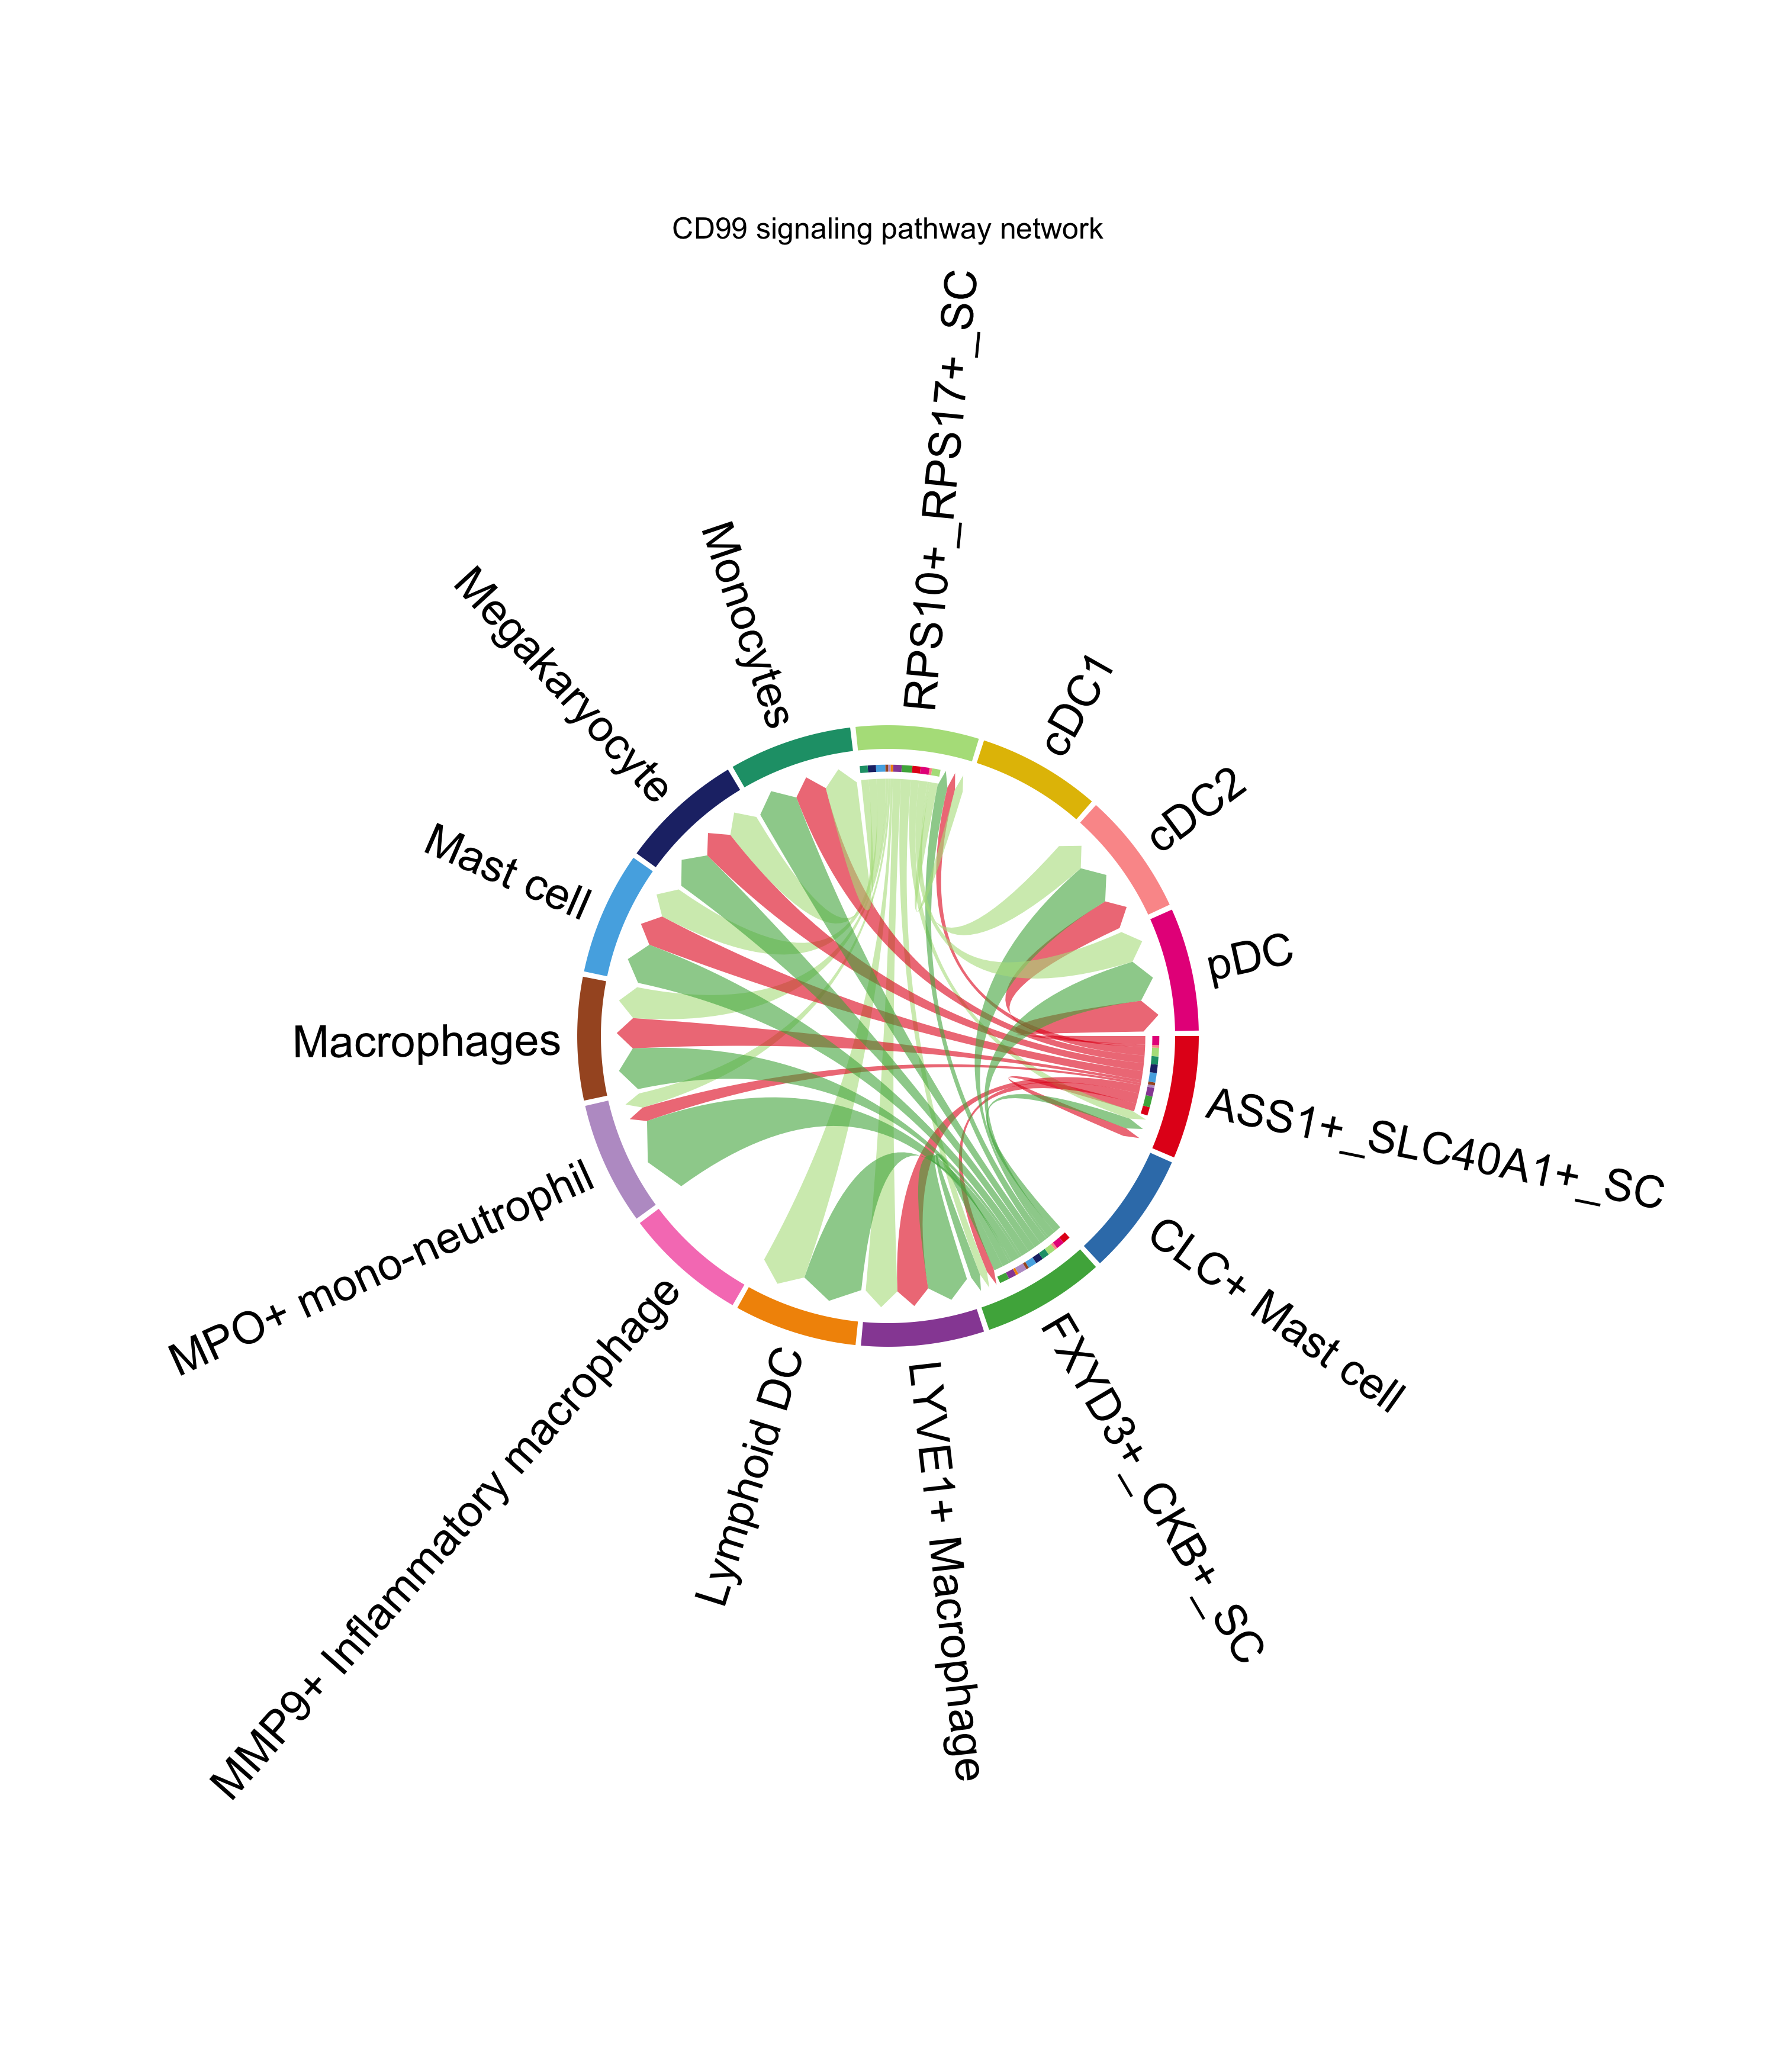 CD99 signaling pathway network
RPS10+_RPS17+_SC
cDC1
cDC2
pDC
ASS1+_SLC40A1+_SC
CLC+ Mast cell
FXYD3+_CKB+_SC
LYVE1+ Macrophage
Lymphoid DC
MMP9+ Inflammatory macrophage
MPO+ mono-neutrophil
Macrophages
Mast cell
Megakaryocyte
Monocytes